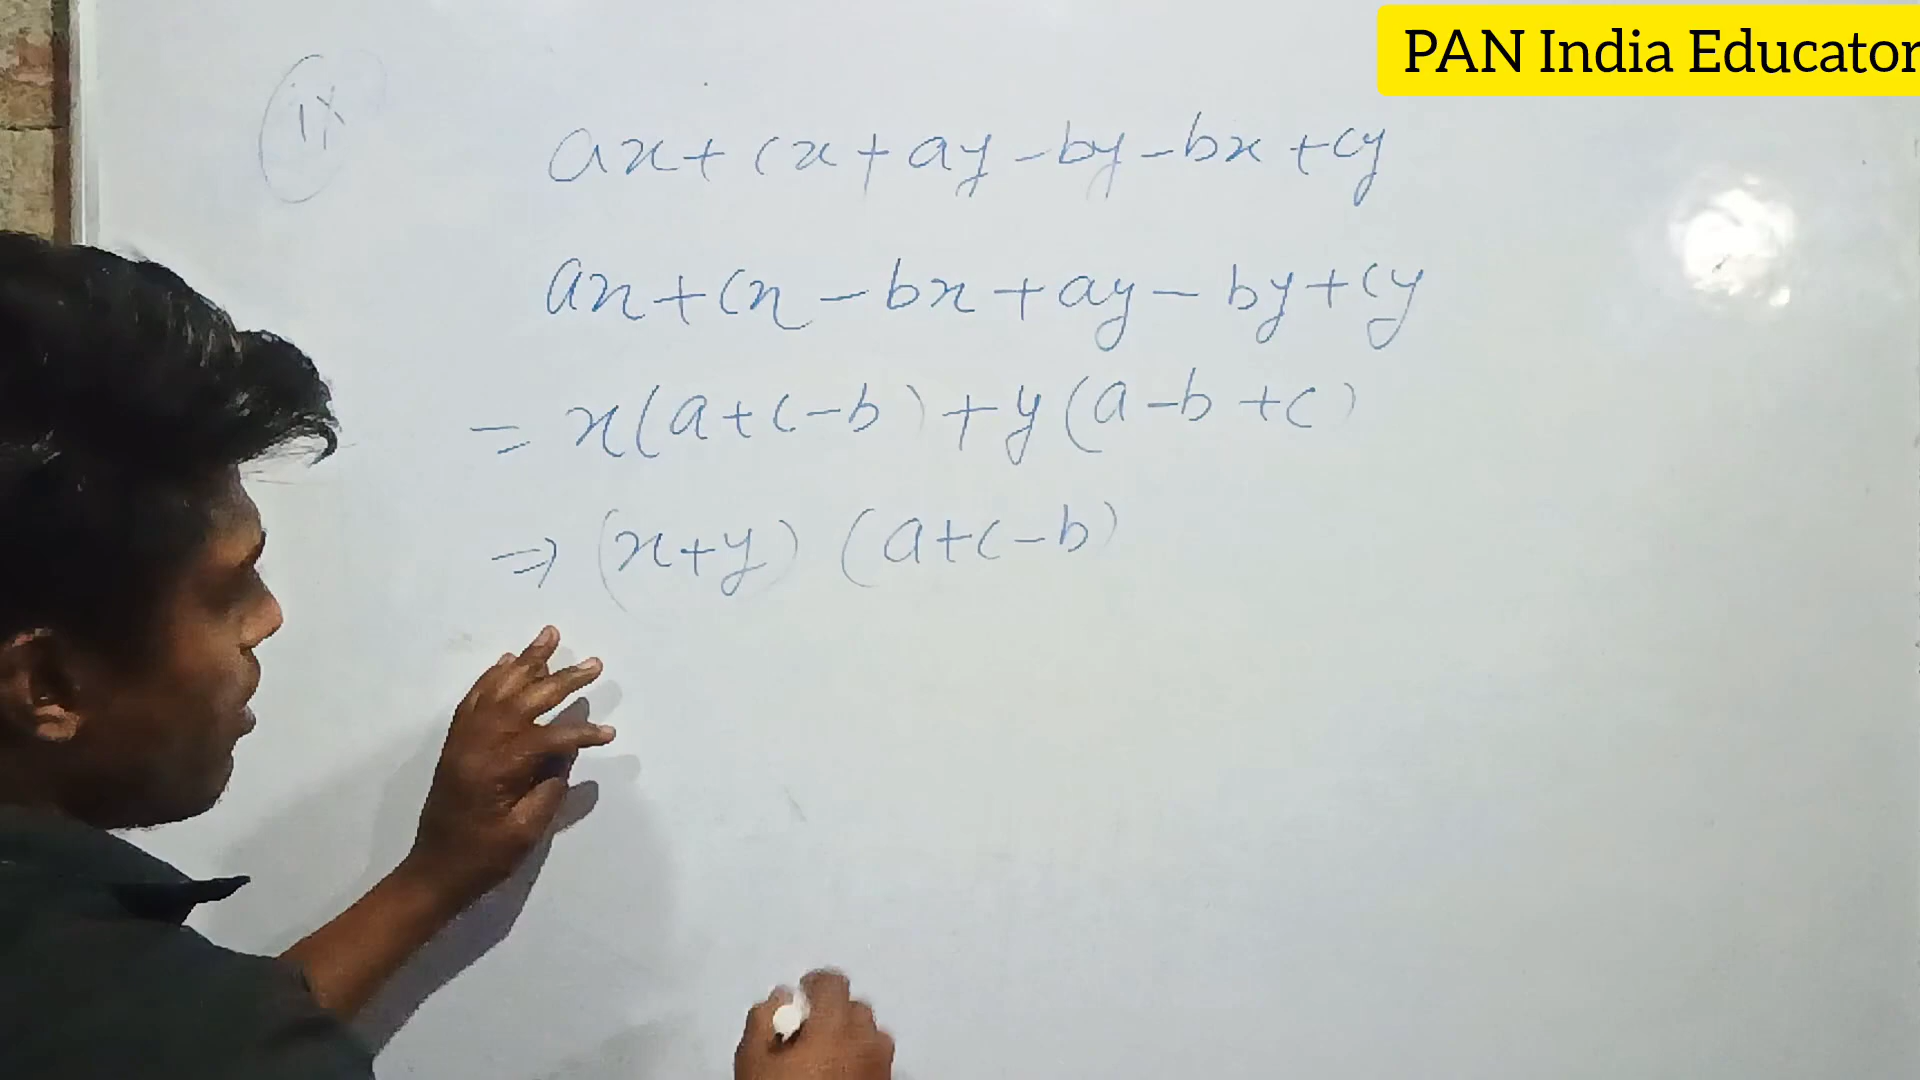 PAN India Educator
ix
ax + cx + ay - by - bx + cy
ax + cx - bx + ay - by + cy
= x(a + c - b) + y(a - b + c)
⇒ (x + y) (a + c - b)